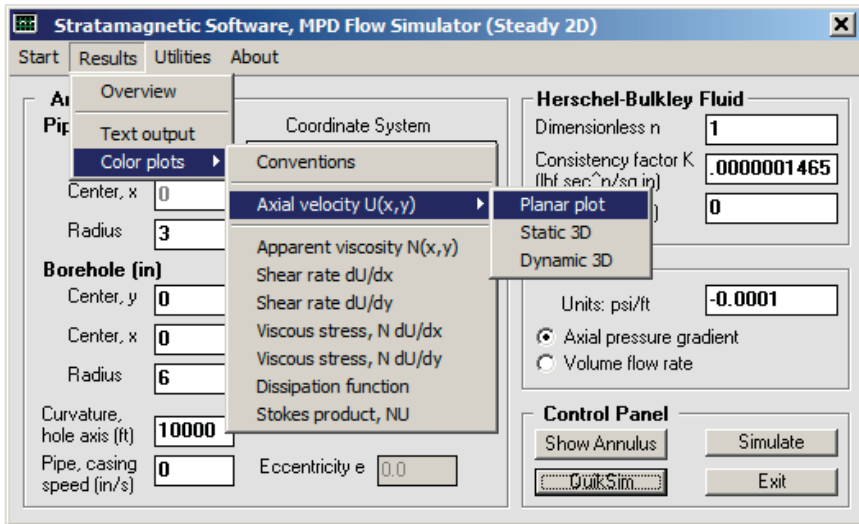 Stratamagnetic Software, MPD Flow Simulator (Steady 2D)
Start Results Utilities About
Overview
Text output
Color plots
Conventions
Axial velocity U(x,y)
Apparent viscosity N(x,y)
Shear rate dU/dx
Shear rate dU/dy
Viscous stress, N dU/dx
Viscous stress, N dU/dy
Dissipation function
Stokes product, NU
Planar plot
Static 3D
Dynamic 3D
Coordinate System
Center, x 0
Radius 3
Borehole (in)
Center, y 0
Center, x 0
Radius 6
Curvature,
hole axis (ft) 10000
Pipe, casing
speed (in/s) 0
Eccentricity e 0.0
Herschel-Bulkley Fluid
Dimensionless n 1
Consistency factor K
(lbf sec^n/sq in) .0000001465
0
Units: psi/ft -0.0001
Axial pressure gradient
Volume flow rate
Control Panel
Show Annulus Simulate
QuikSim Exit